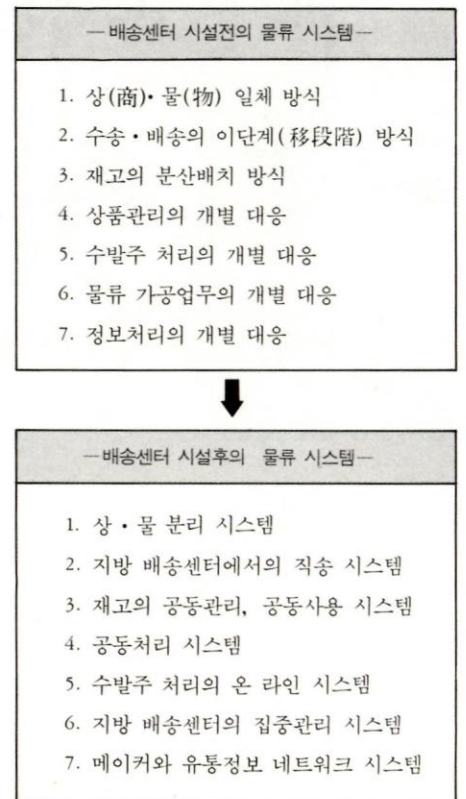 — 배송센터 시설전의 물류 시스템 —
1. 상(商)·물(物) 일체 방식
2. 수송·배송의 이단계(移段階) 방식
3. 재고의 분산배치 방식
4. 상품관리의 개별 대응
5. 수발주 처리의 개별 대응
6. 물류 가공업무의 개별 대응
7. 정보처리의 개별 대응
— 배송센터 시설후의 물류 시스템 —
1. 상·물 분리 시스템
2. 지방 배송센터에서의 직송 시스템
3. 재고의 공동관리, 공동사용 시스템
4. 공동처리 시스템
5. 수발주 처리의 온 라인 시스템
6. 지방 배송센터의 집중관리 시스템
7. 메이커와 유통정보 네트워크 시스템